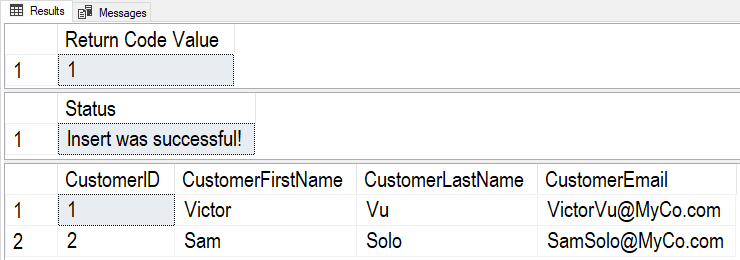 Results Messages
Return Code Value
1 1
Status
1 Insert was successful!
CustomerID CustomerFirstName CustomerLastName CustomerEmail
1 1 Victor Vu VictorVu@MyCo.com
2 2 Sam Solo SamSolo@MyCo.com